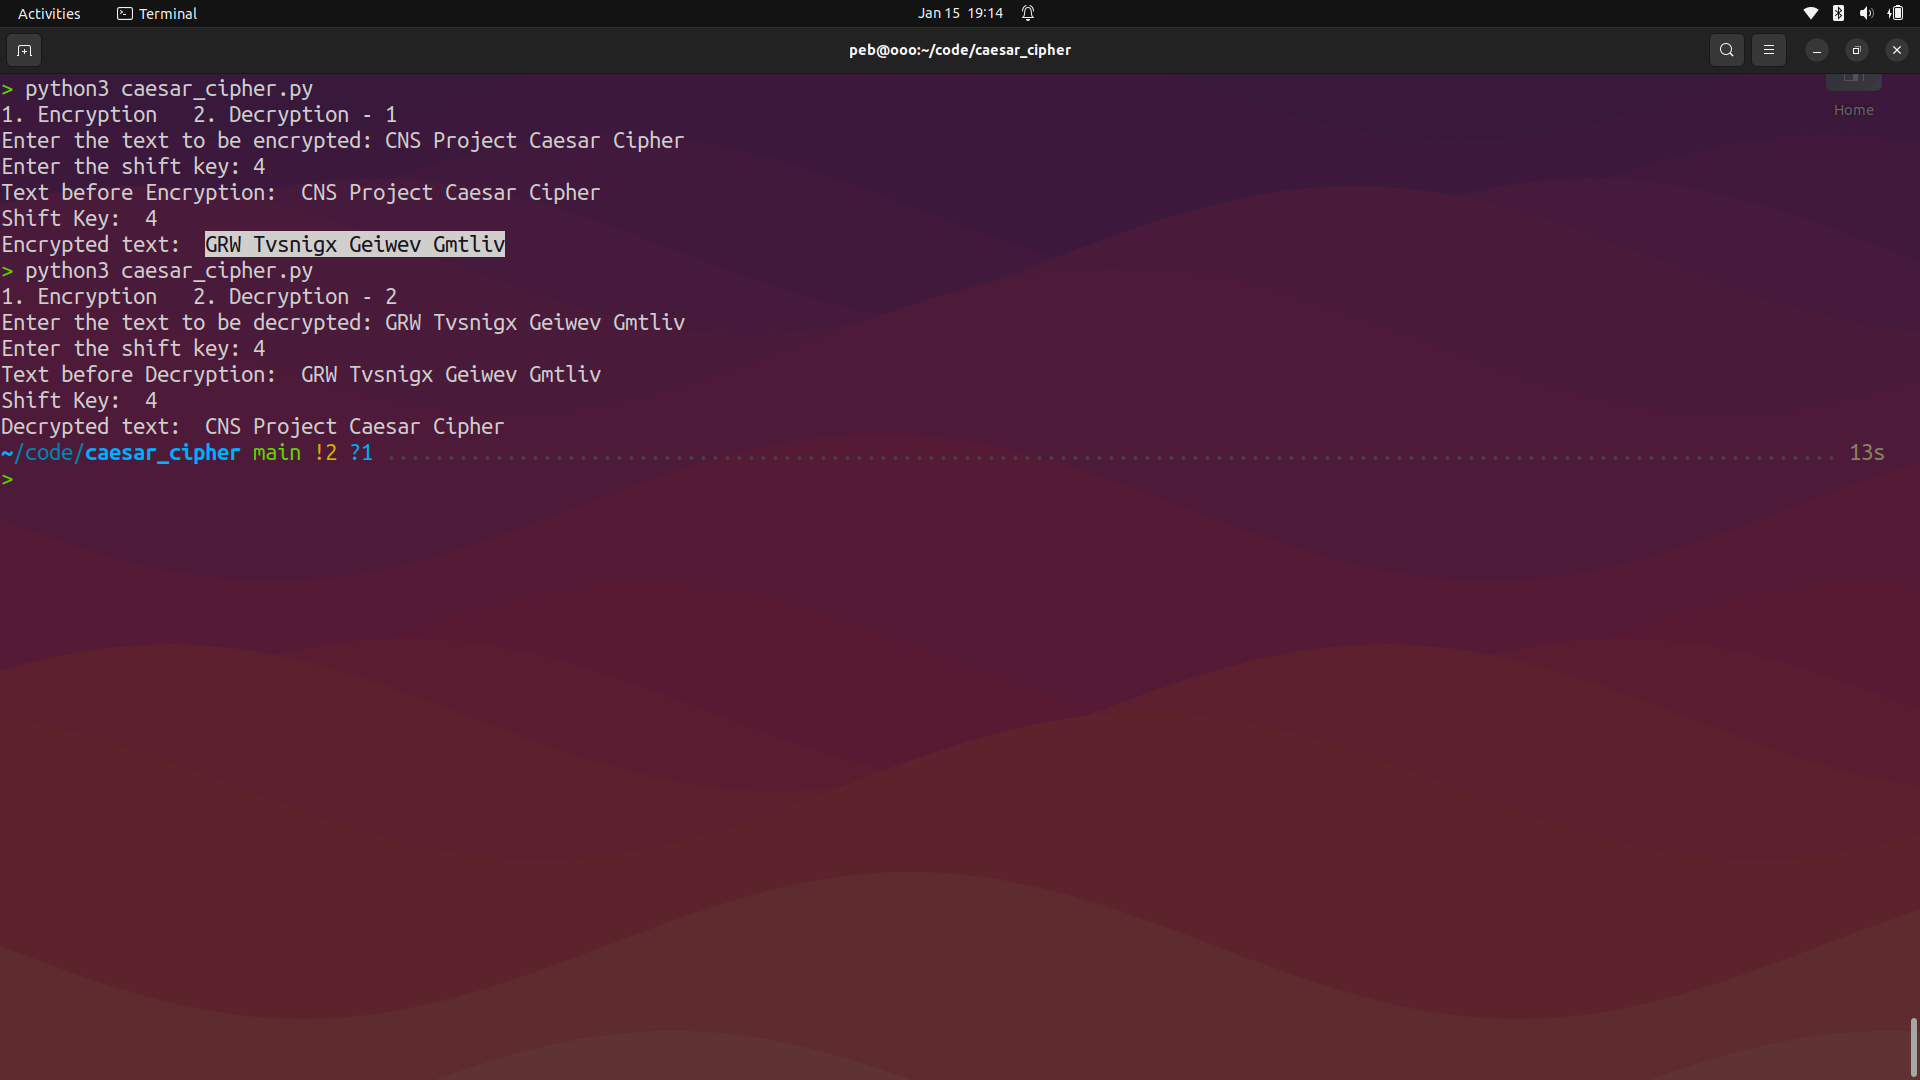 Activities Terminal Jan 15 19:14
peb@ooo:~/code/caesar_cipher
Home
> python3 caesar_cipher.py
1. Encryption   2. Decryption - 1
Enter the text to be encrypted: CNS Project Caesar Cipher
Enter the shift key: 4
Text before Encryption:  CNS Project Caesar Cipher
Shift Key:  4
Encrypted text:  GRW Tvsnigx Geiwev Gmtliv
> python3 caesar_cipher.py
1. Encryption   2. Decryption - 2
Enter the text to be decrypted: GRW Tvsnigx Geiwev Gmtliv
Enter the shift key: 4
Text before Decryption:  GRW Tvsnigx Geiwev Gmtliv
Shift Key:  4
Decrypted text:  CNS Project Caesar Cipher
~/code/caesar_cipher main !2 ?1 13s
>